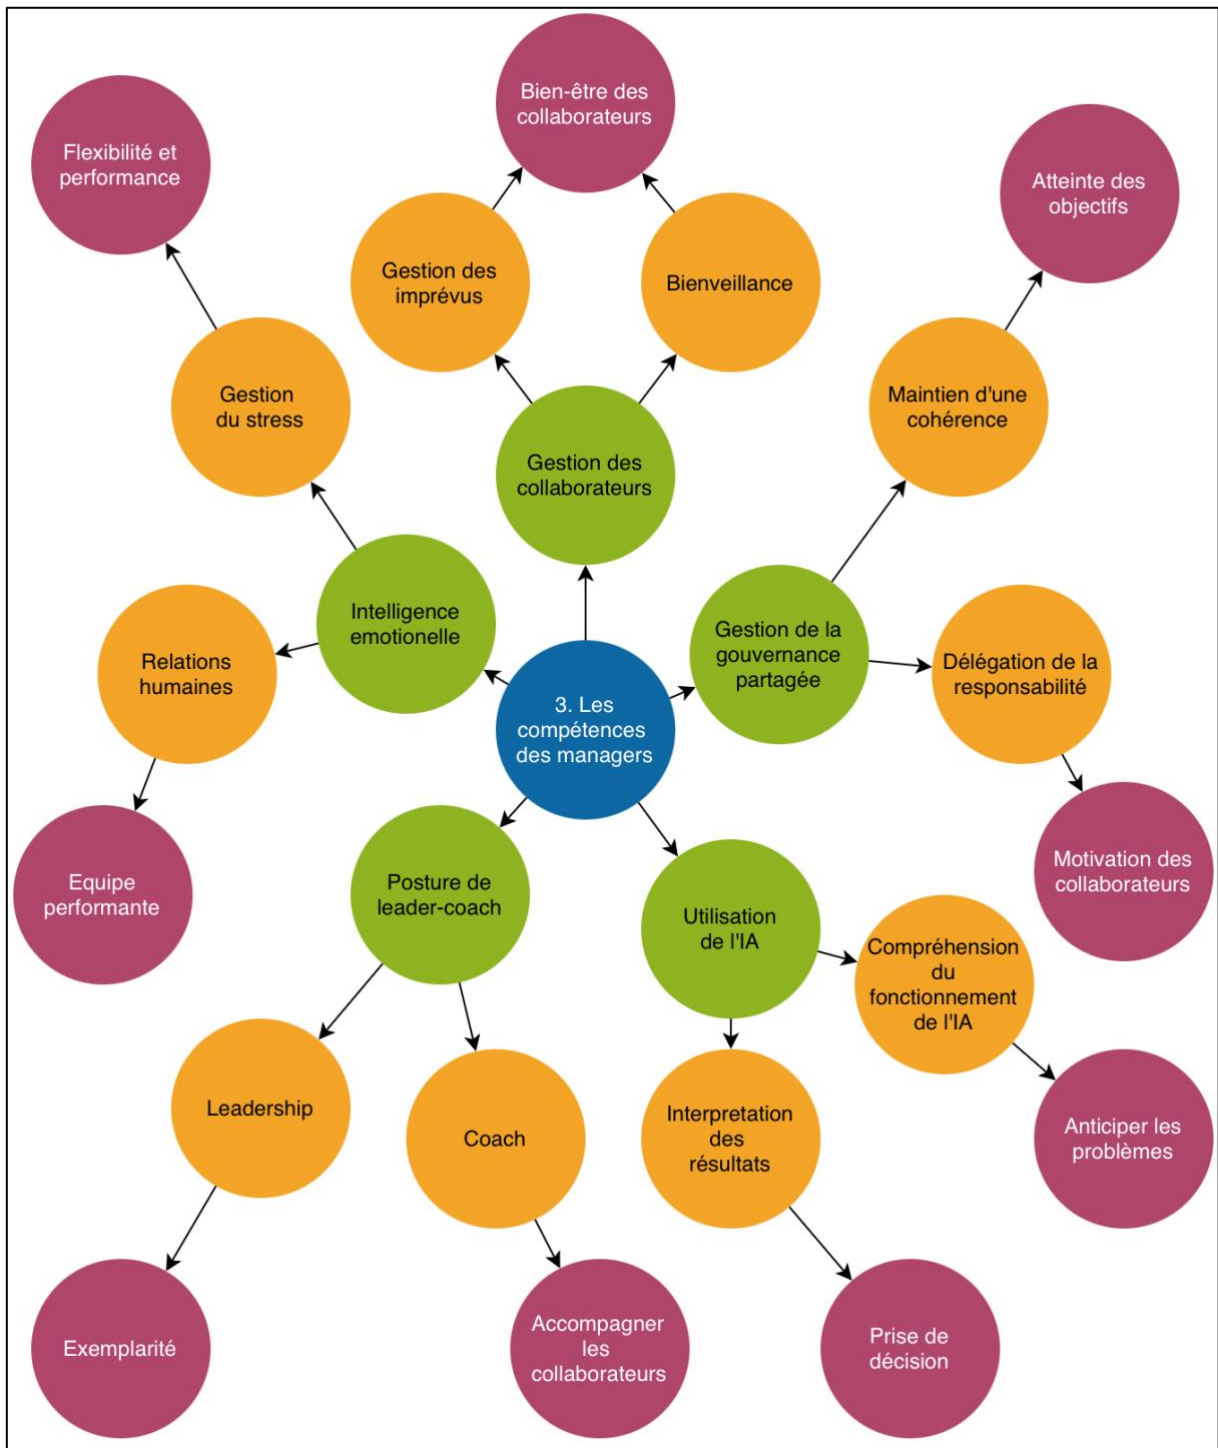 Bien-être des
collaborateurs
Flexibilité et
performance
Atteinte des
objectifs
Gestion des
imprévus
Bienveillance
Gestion
du stress
Maintien d'une
cohérence
Gestion des
collaborateurs
Intelligence
emotionelle
Gestion de la
gouvernance
partagée
Relations
humaines
Délégation de la
responsabilité
3. Les
compétences
des managers
Equipe
performante
Posture de
leader-coach
Utilisation
de l'IA
Motivation des
collaborateurs
Compréhension
du
fonctionnement
de l'IA
Leadership
Coach
Interpretation
des
résultats
Anticiper les
problèmes
Exemplarité
Accompagner
les
collaborateurs
Prise de
décision